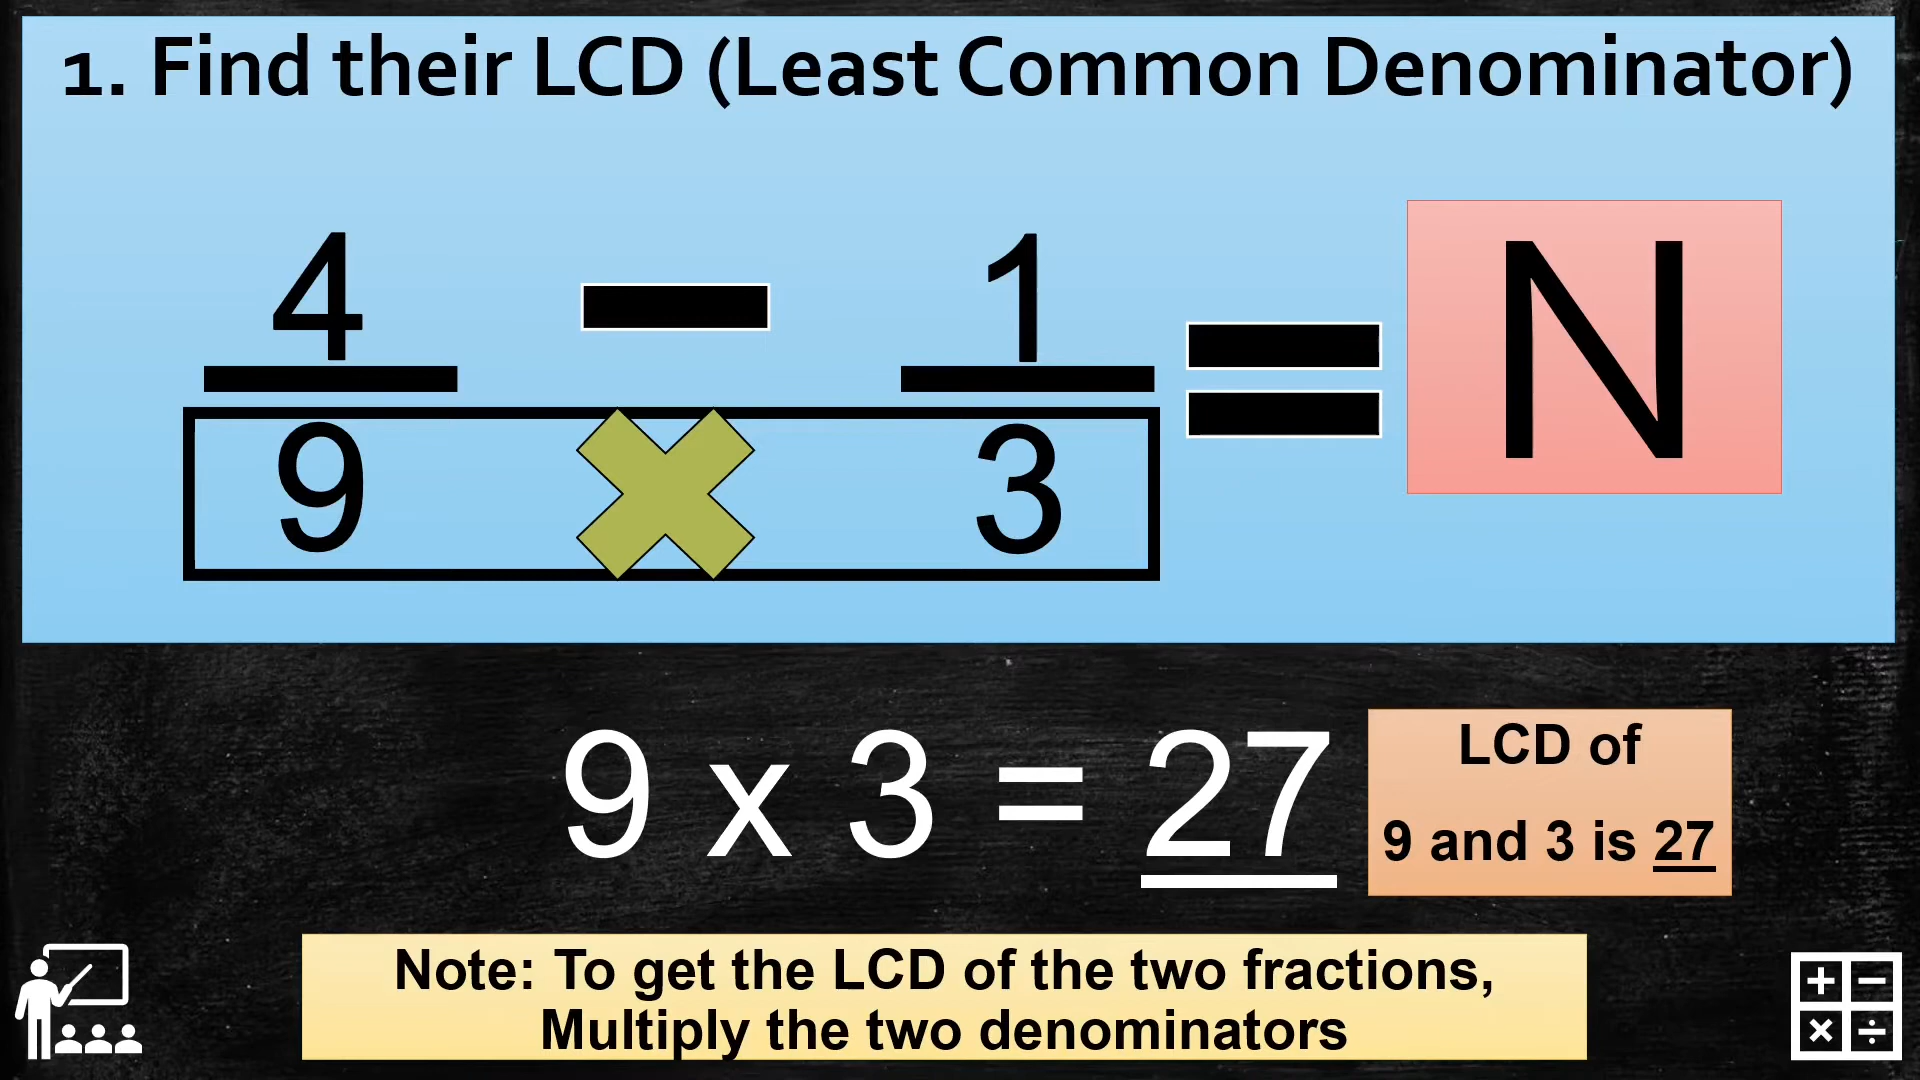 1. Find their LCD (Least Common Denominator)
4 − 1 = N
9 × 3
9 x 3 = 27
LCD of
9 and 3 is 27
Note: To get the LCD of the two fractions,
Multiply the two denominators
+ −
× ÷